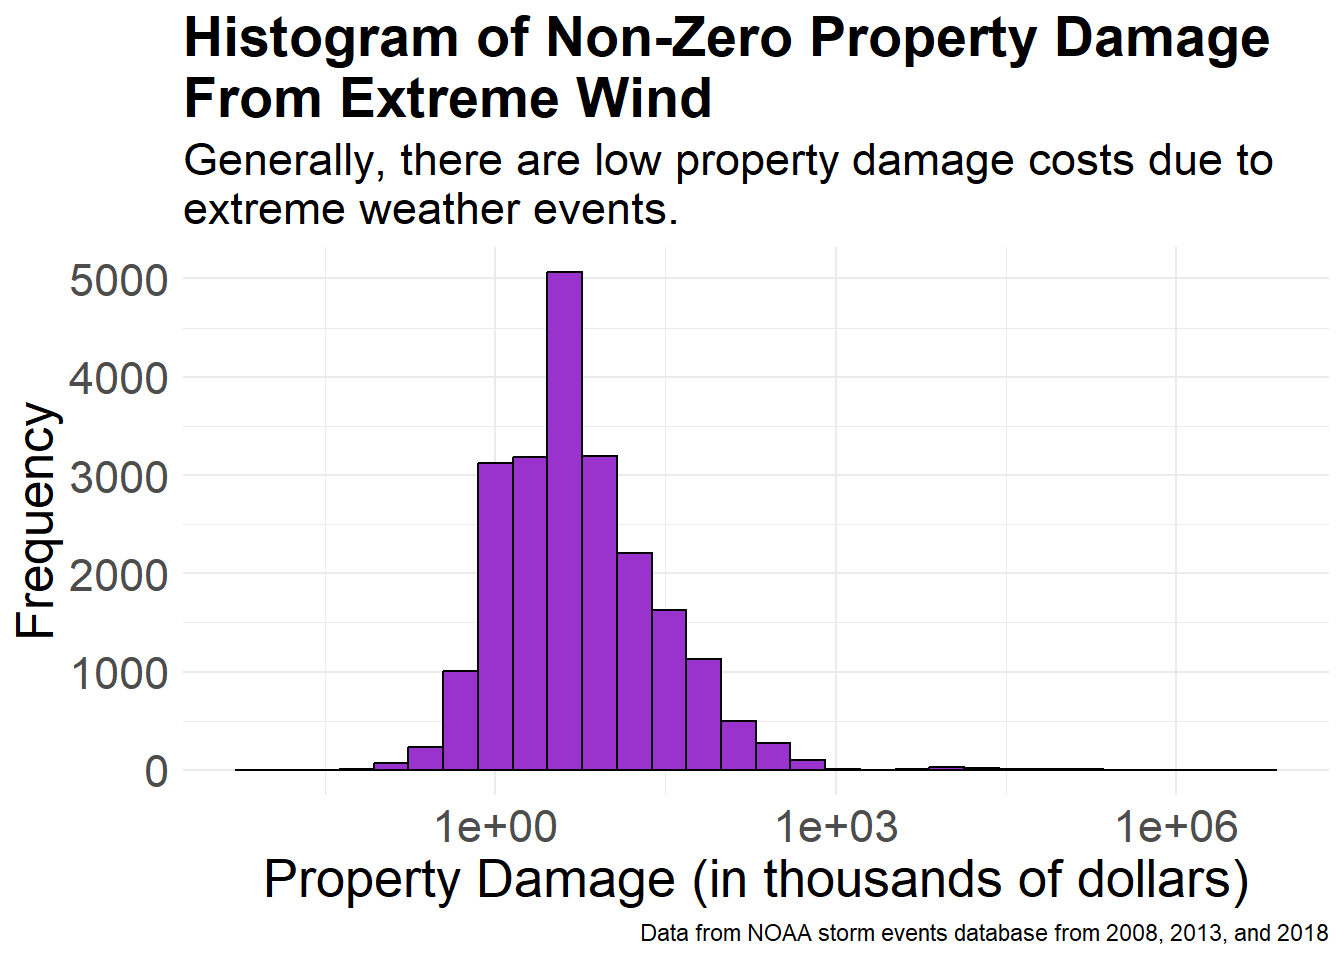 Histogram of Non-Zero Property Damage
From Extreme Wind
Generally, there are low property damage costs due to
extreme weather events.
5000
4000
3000
2000
1000
0
Frequency
1e+00 1e+03 1e+06
Property Damage (in thousands of dollars)
Data from NOAA storm events database from 2008, 2013, and 2018